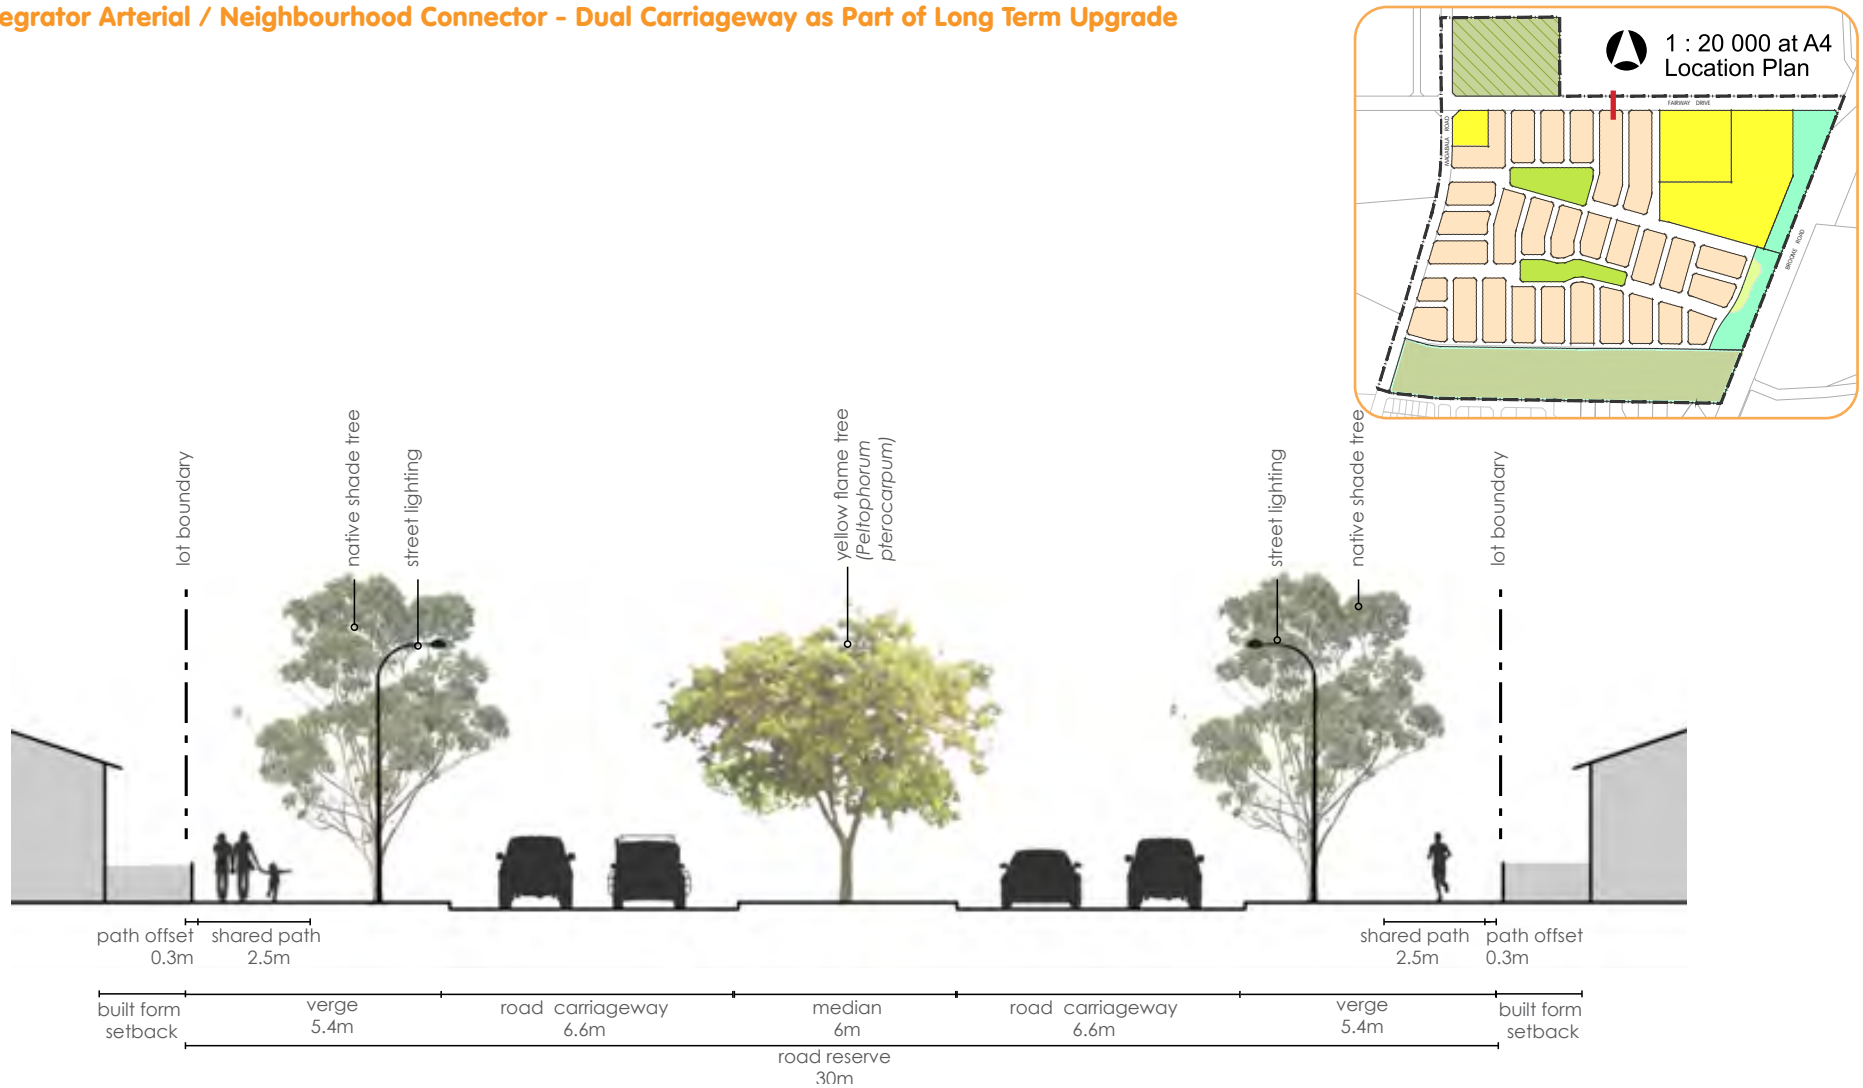 egrator Arterial / Neighbourhood Connector - Dual Carriageway as Part of Long Term Upgrade
1 : 20 000 at A4
Location Plan
FAIRWAY DRIVE
MAGABALA ROAD
BROOME ROAD
lot boundary
native shade tree
street lighting
yellow flame tree
(Peltophorum
pterocarpum)
street lighting
native shade tree
lot boundary
path offset
0.3m
shared path
2.5m
shared path
2.5m
path offset
0.3m
built form
setback
verge
5.4m
road carriageway
6.6m
median
6m
road carriageway
6.6m
verge
5.4m
built form
setback
road reserve
30m